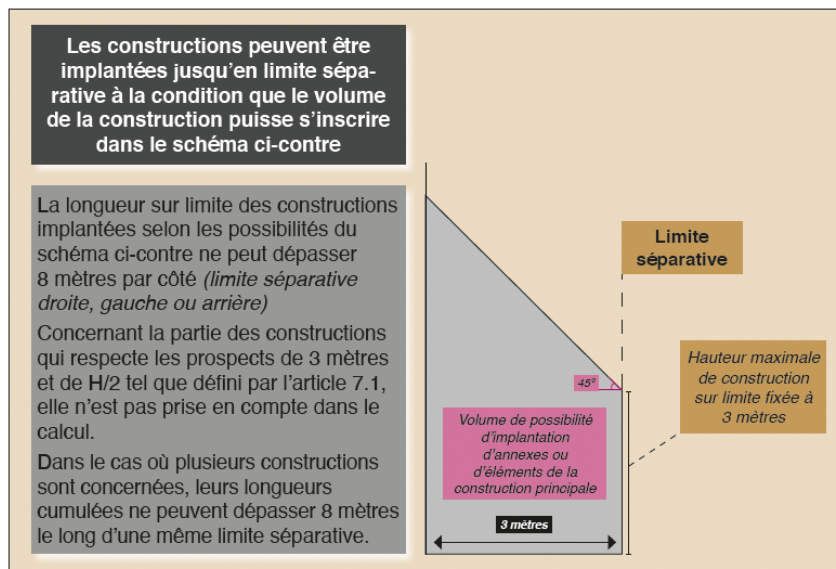 Les constructions peuvent être
implantées jusqu'en limite sépa-
rative à la condition que le volume
de la construction puisse s'inscrire
dans le schéma ci-contre
La longueur sur limite des constructions
implantées selon les possibilités du
schéma ci-contre ne peut dépasser
8 mètres par côté (limite séparative
droite, gauche ou arrière)
Concernant la partie des constructions
qui respecte les prospects de 3 mètres
et de H/2 tel que défini par l'article 7.1,
elle n'est pas prise en compte dans le
calcul.
Dans le cas où plusieurs constructions
sont concernées, leurs longueurs
cumulées ne peuvent dépasser 8 mètres
le long d'une même limite séparative.
Limite
séparative
45°
Hauteur maximale
de construction
sur limite fixée à
3 mètres
Volume de possibilité
d'implantation
d'annexes ou
d'éléments de la
construction principale
3 mètres